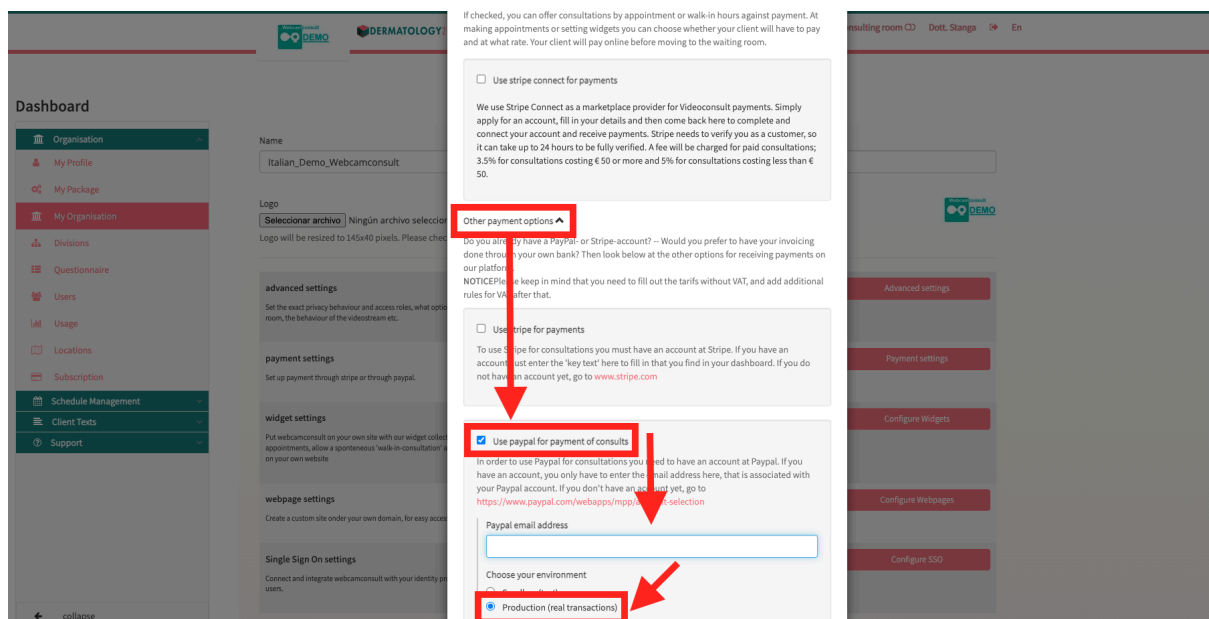 If checked, you can offer consultations by appointment or walk-in hours against payment. At
making appointments or setting widgets you can choose whether your client will have to pay
and at what rate. Your client will pay online before moving to the waiting room.
Webcamconsult
DEMO
DERMATOLOGY
nsulting room
Dott. Stanga
En
Use stripe connect for payments
We use Stripe Connect as a marketplace provider for Videoconsult payments. Simply
apply for an account, fill in your details and then come back here to complete and
connect your account and receive payments. Stripe needs to verify you as a customer, so
it can take up to 24 hours to be fully verified. A fee will be charged for paid consultations;
3.5% for consultations costing € 50 or more and 5% for consultations costing less than €
50.
Dashboard
Organisation
My Profile
My Package
My Organisation
Divisions
Questionnaire
Users
Usage
Locations
Subscription
Schedule Management
Client Texts
Support
collapse
Name
Italian_Demo_Webcamconsult
Logo
Seleccionar archivo Ningún archivo seleccior
Logo will be resized to 145x40 pixels. Please chec
Webcamconsult
DEMO
advanced settings
Set the exact privacy behaviour and access roles, what optio
room, the behaviour of the videostream etc.
Advanced settings
payment settings
Set up payment through stripe or through paypal.
Payment settings
widget settings
Put webcamconsult on your own site with our widget collect
appointments, allow a sponteneous 'walk-in-consultation' a
on your own website
Configure Widgets
webpage settings
Create a custom site onder your own domain, for easy acces
Configure Webpages
Single Sign On settings
Connect and integrate webcamconsult with your identity pr
users.
Configure SSO
Other payment options
Do you already have a PayPal- or Stripe-account? -- Would you prefer to have your invoicing
done through your own bank? Then look below at the other options for receiving payments on
our platform.
NOTICEPlease keep in mind that you need to fill out the tarifs without VAT, and add additional
rules for VAT after that.
Use stripe for payments
To use Stripe for consultations you must have an account at Stripe. If you have an
account just enter the 'key text' here to fill in that you find in your dashboard. If you do
not have an account yet, go to www.stripe.com
Use paypal for payment of consults
In order to use Paypal for consultations you need to have an account at Paypal. If you
have an account, you only have to enter the email address here, that is associated with
your Paypal account. If you don't have an account yet, go to
https://www.paypal.com/webapps/mpp/account-selection
Paypal email address
Choose your environment
Production (real transactions)